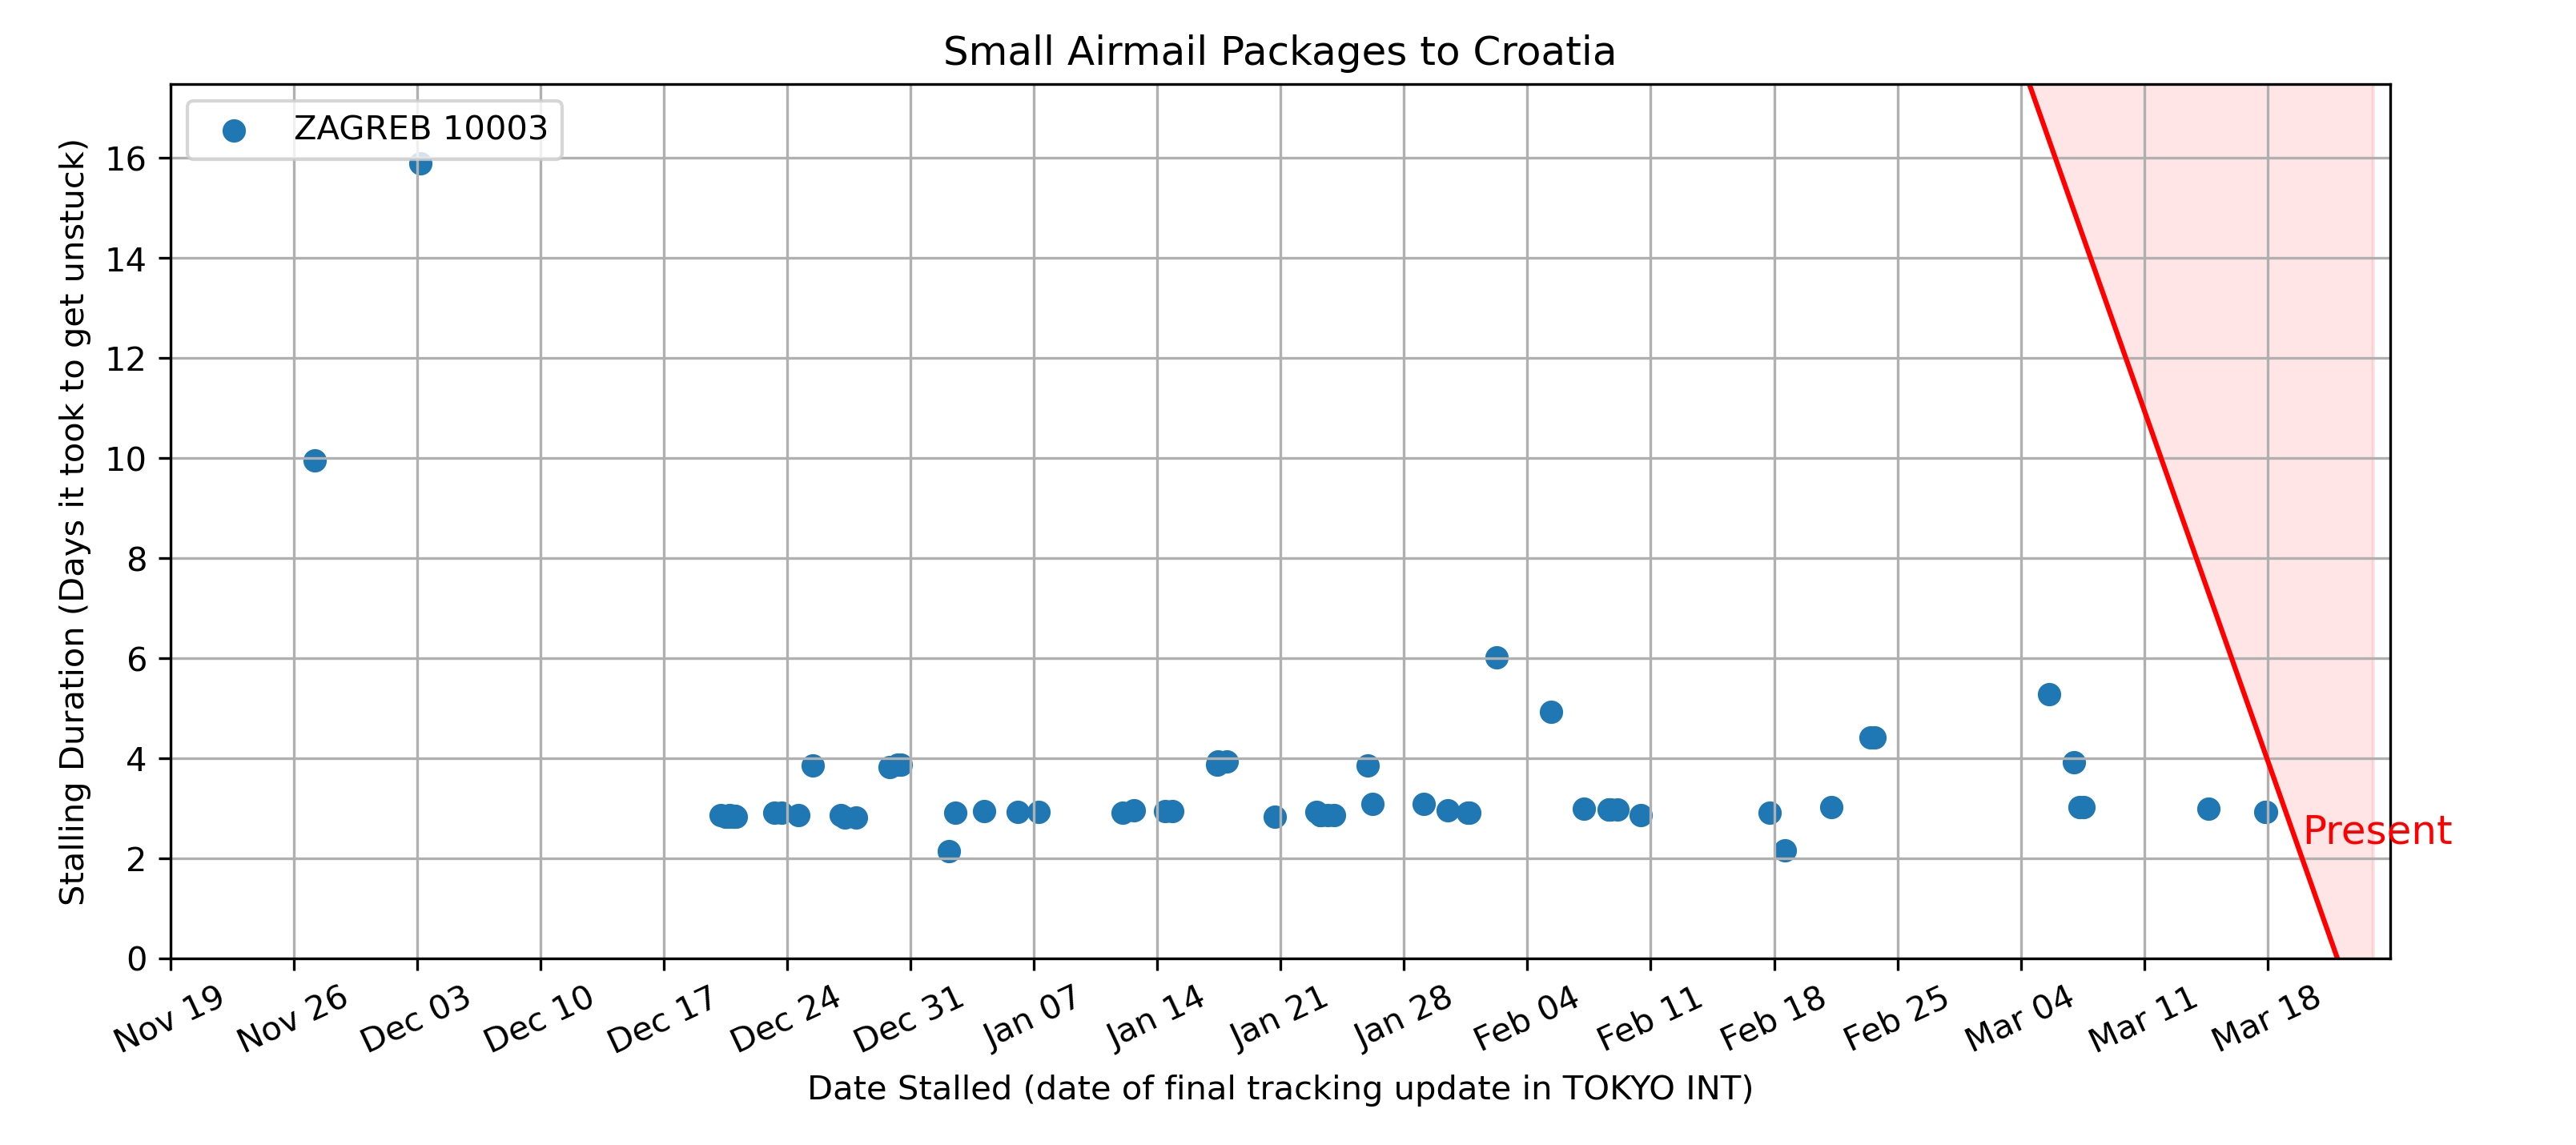 Small Airmail Packages to Croatia
ZAGREB 10003
Stalling Duration (Days it took to get unstuck)
16
14
12
10
8
6
4
2
0
Present
Nov 19
Nov 26
Dec 03
Dec 10
Dec 17
Dec 24
Dec 31
Jan 07
Jan 14
Jan 21
Jan 28
Feb 04
Feb 11
Feb 18
Feb 25
Mar 04
Mar 11
Mar 18
Date Stalled (date of final tracking update in TOKYO INT)